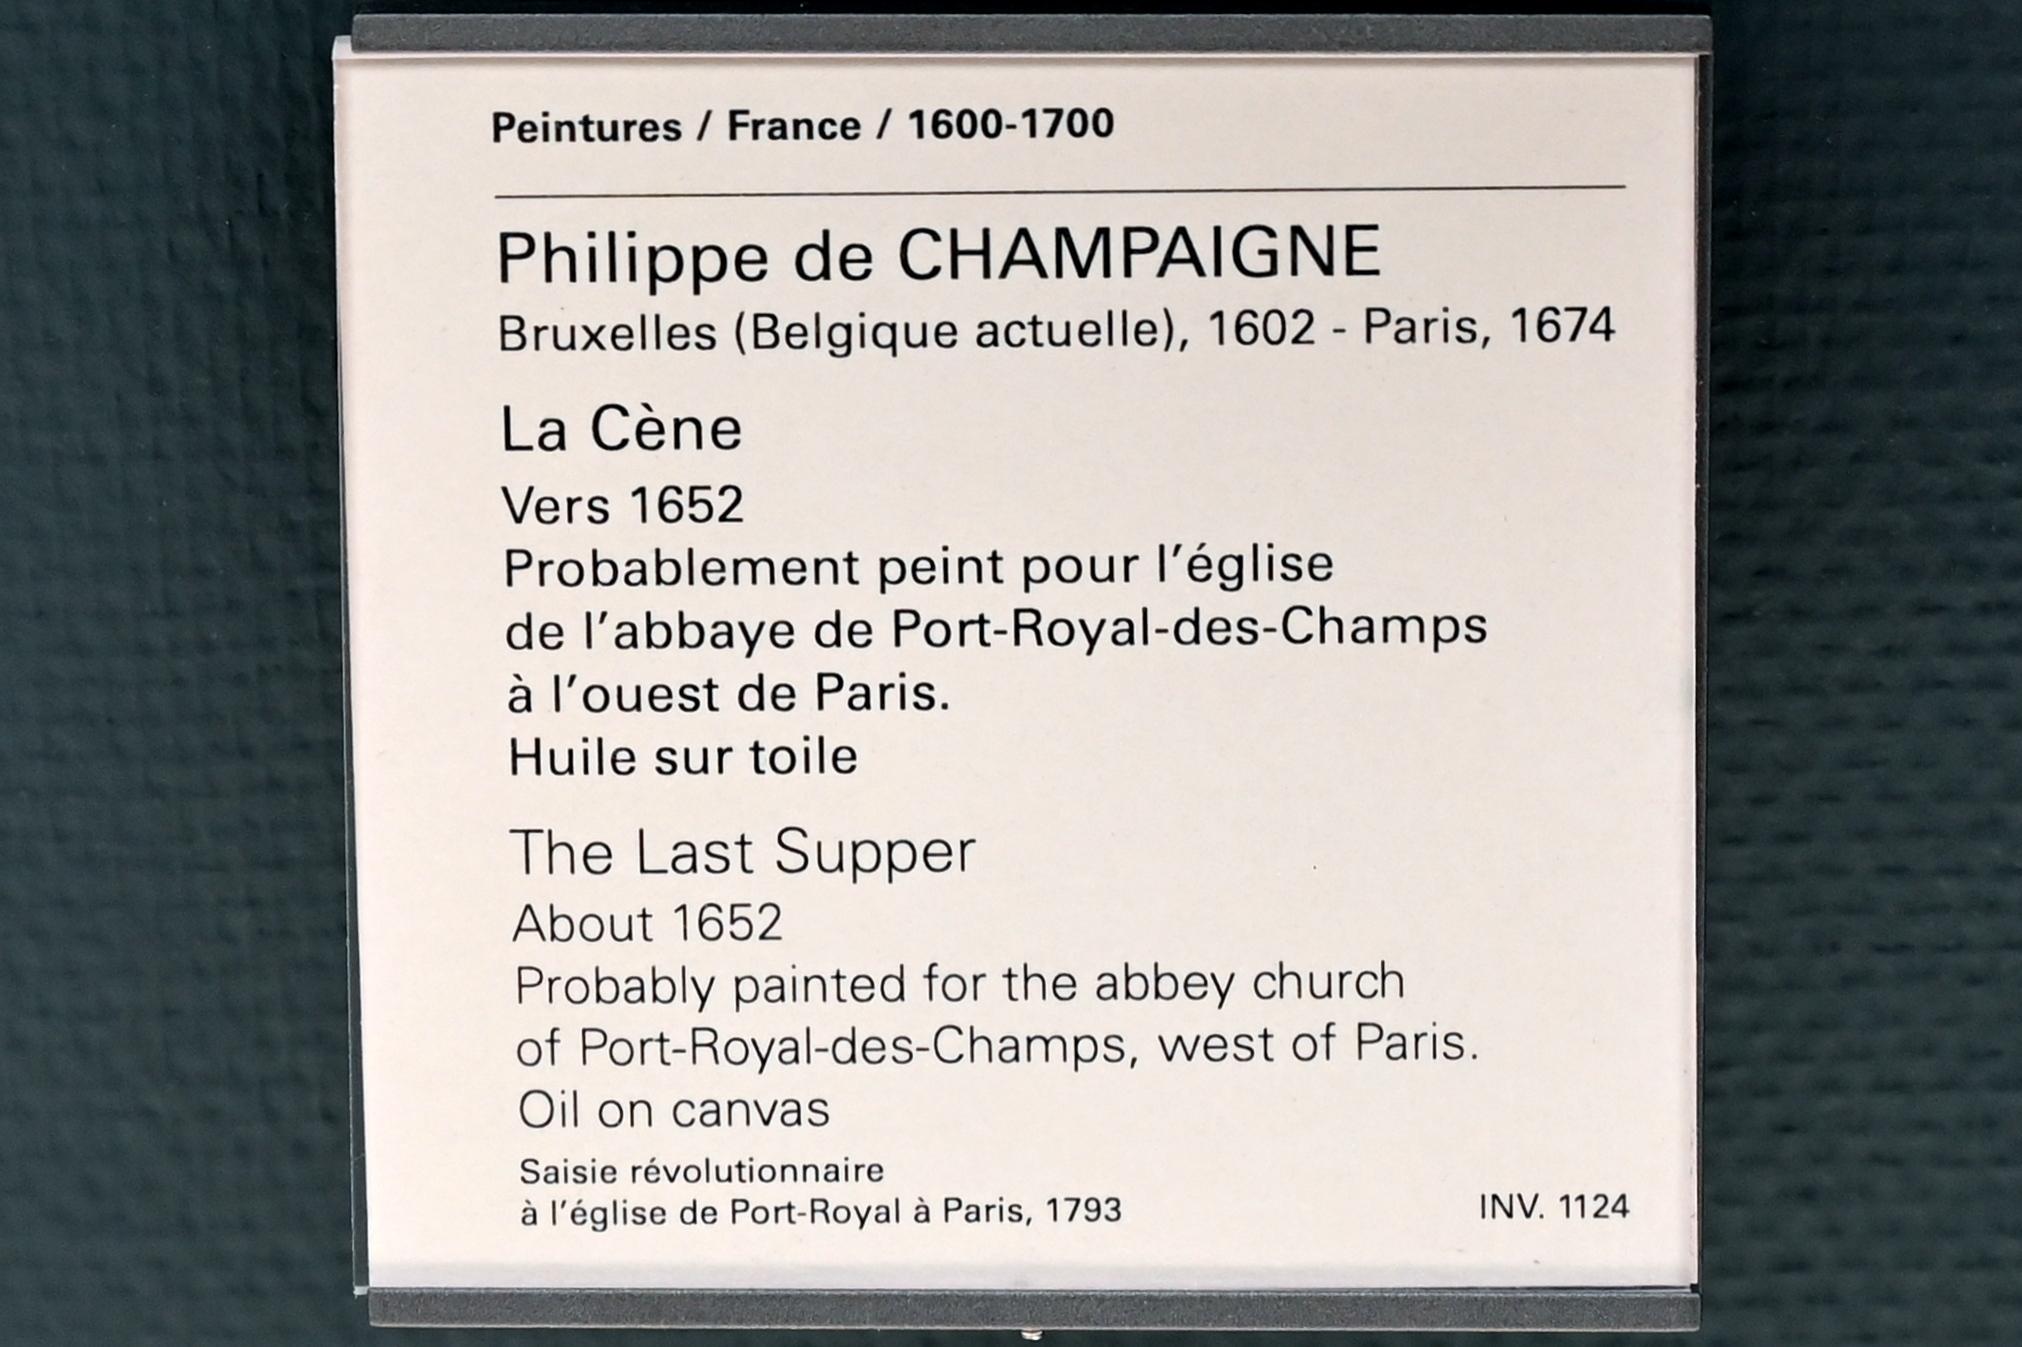 Peintures / France / 1600-1700
Philippe de CHAMPAIGNE
Bruxelles (Belgique actuelle), 1602 - Paris, 1674
La Cène
Vers 1652
Probablement peint pour l'église
de l'abbaye de Port-Royal-des-Champs
à l'ouest de Paris.
Huile sur toile
The Last Supper
About 1652
Probably painted for the abbey church
of Port-Royal-des-Champs, west of Paris.
Oil on canvas
Saisie révolutionnaire
à l'église de Port-Royal à Paris, 1793
INV. 1124